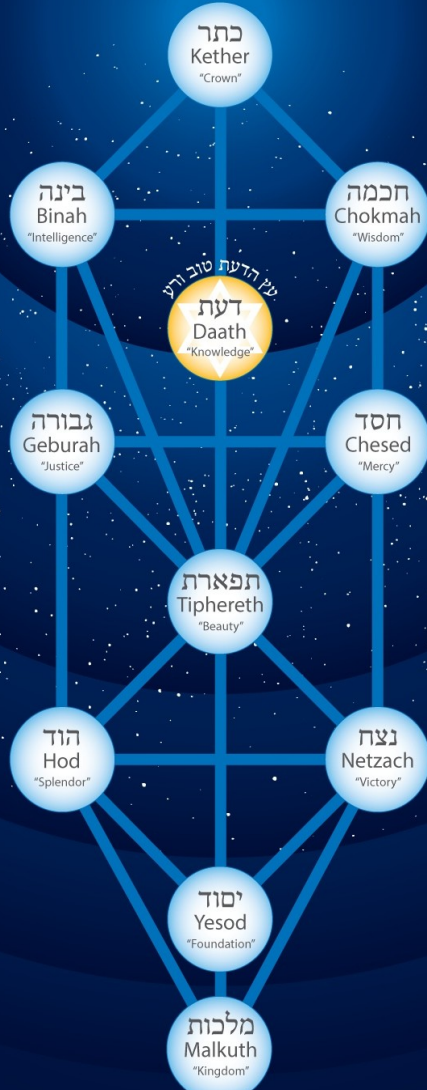 כתר
Kether
"Crown"
בינה
Binah
"Intelligence"
חכמה
Chokmah
"Wisdom"
עץ הדעת טוב ורע
דעת
Daath
"Knowledge"
גבורה
Geburah
"Justice"
חסד
Chesed
"Mercy"
תפארת
Tiphereth
"Beauty"
הוד
Hod
"Splendor"
נצח
Netzach
"Victory"
יסוד
Yesod
"Foundation"
מלכות
Malkuth
"Kingdom"